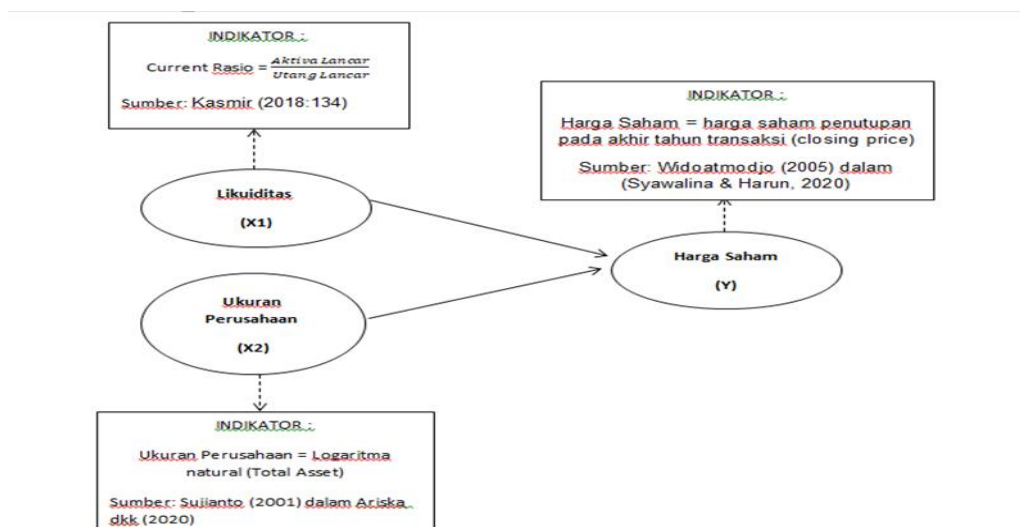 INDIKATOR :
Current Rasio = Aktiva Lancar / Utang Lancar
Sumber: Kasmir (2018:134)
INDIKATOR :
Harga Saham = harga saham penutupan
pada akhir tahun transaksi (closing price)
Sumber: Widoatmodjo (2005) dalam
(Syawalina & Harun, 2020)
Likuiditas
(X1)
Harga Saham
(Y)
Ukuran
Perusahaan
(X2)
INDIKATOR :
Ukuran Perusahaan = Logaritma
natural (Total Asset)
Sumber: Sujianto (2001) dalam Ariska
dkk (2020)